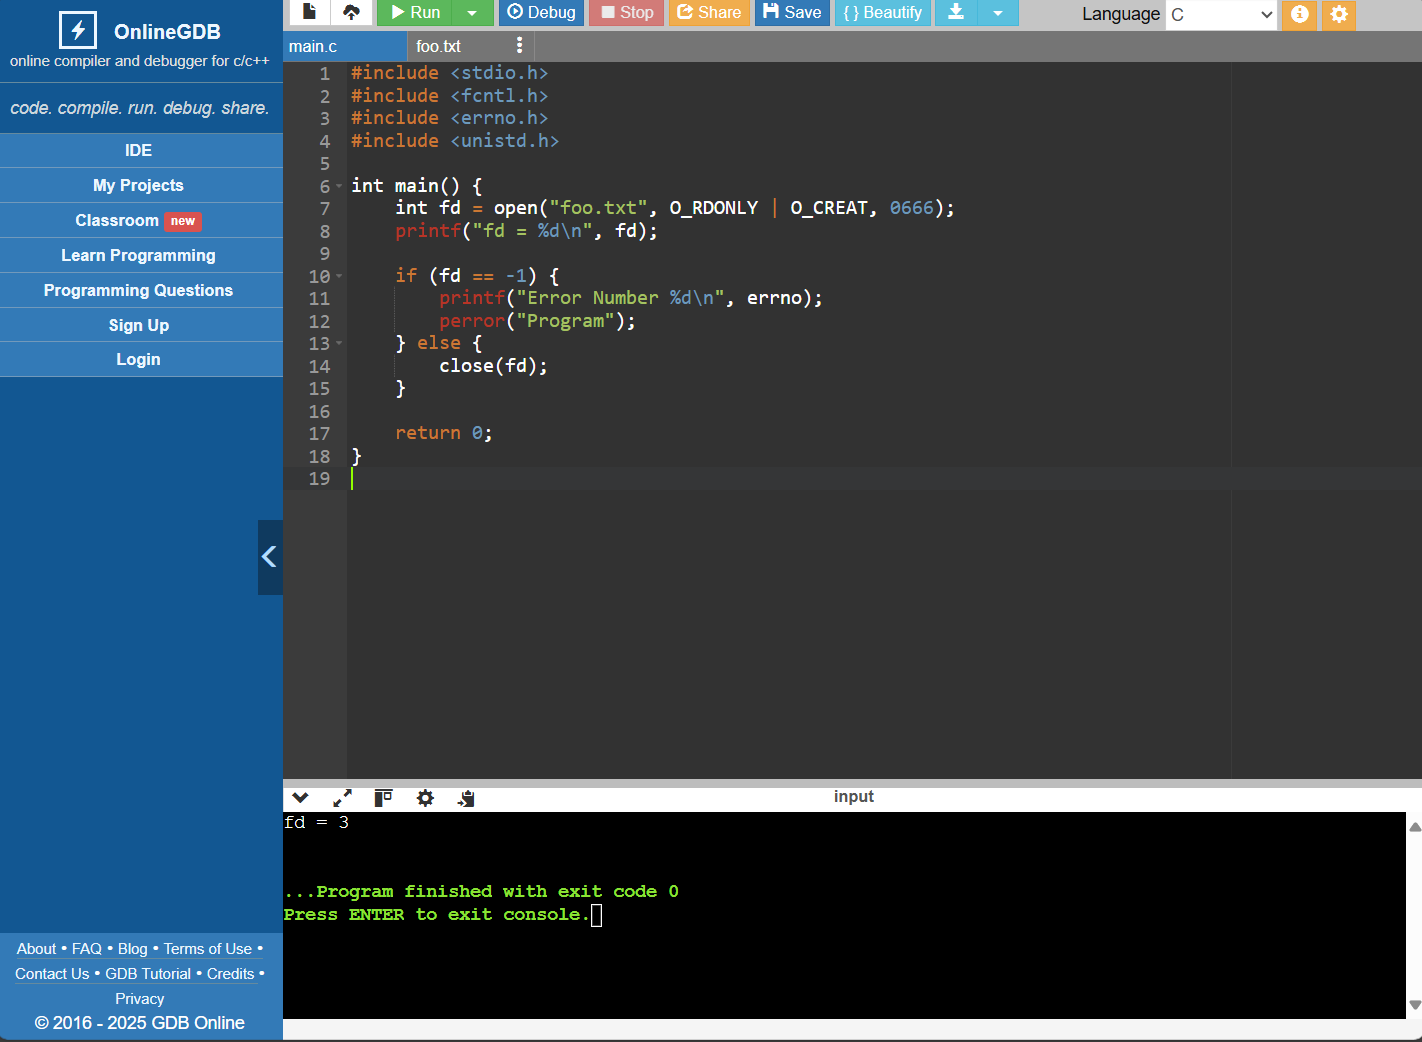 OnlineGDB
online compiler and debugger for c/c++
code. compile. run. debug. share.
IDE
My Projects
Classroom new
Learn Programming
Programming Questions
Sign Up
Login
About • FAQ • Blog • Terms of Use •
Contact Us • GDB Tutorial • Credits •
Privacy
© 2016 - 2025 GDB Online
Run Debug Stop Share Save { } Beautify Language C
main.c foo.txt
1 #include <stdio.h>
2 #include <fcntl.h>
3 #include <errno.h>
4 #include <unistd.h>
5
6 int main() {
7     int fd = open("foo.txt", O_RDONLY | O_CREAT, 0666);
8     printf("fd = %d\n", fd);
9
10     if (fd == -1) {
11         printf("Error Number %d\n", errno);
12         perror("Program");
13     } else {
14         close(fd);
15     }
16
17     return 0;
18 }
19
input
fd = 3
...Program finished with exit code 0
Press ENTER to exit console.